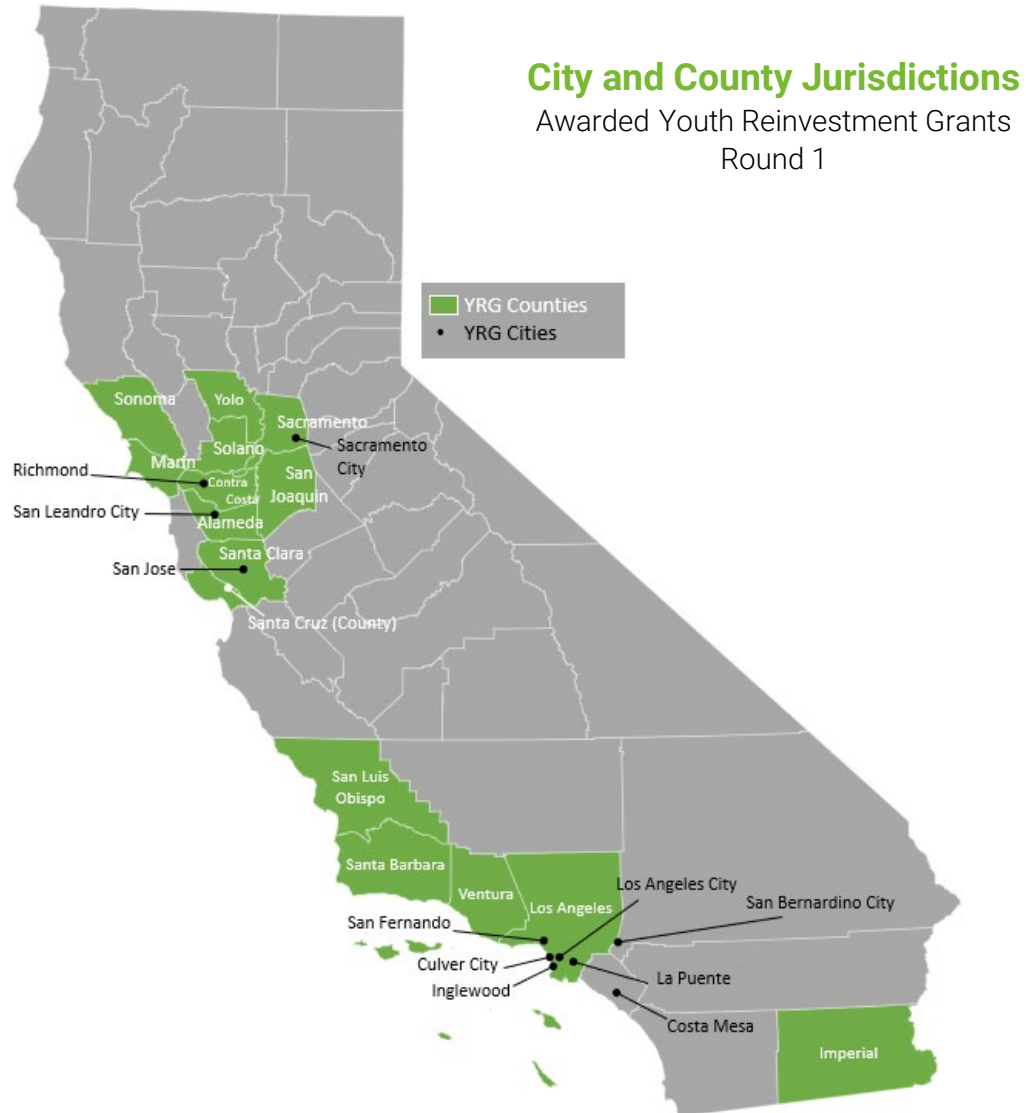 City and County Jurisdictions
Awarded Youth Reinvestment Grants
Round 1
YRG Counties
YRG Cities
Sonoma
Yolo
Sacramento
Sacramento
City
Solano
Marin
Richmond
Contra
Costa
San
Joaquin
San Leandro City
Alameda
Santa Clara
San Jose
Santa Cruz (County)
San Luis
Obispo
Santa Barbara
Ventura
Los Angeles
Los Angeles City
San Bernardino City
San Fernando
Culver City
Inglewood
La Puente
Costa Mesa
Imperial